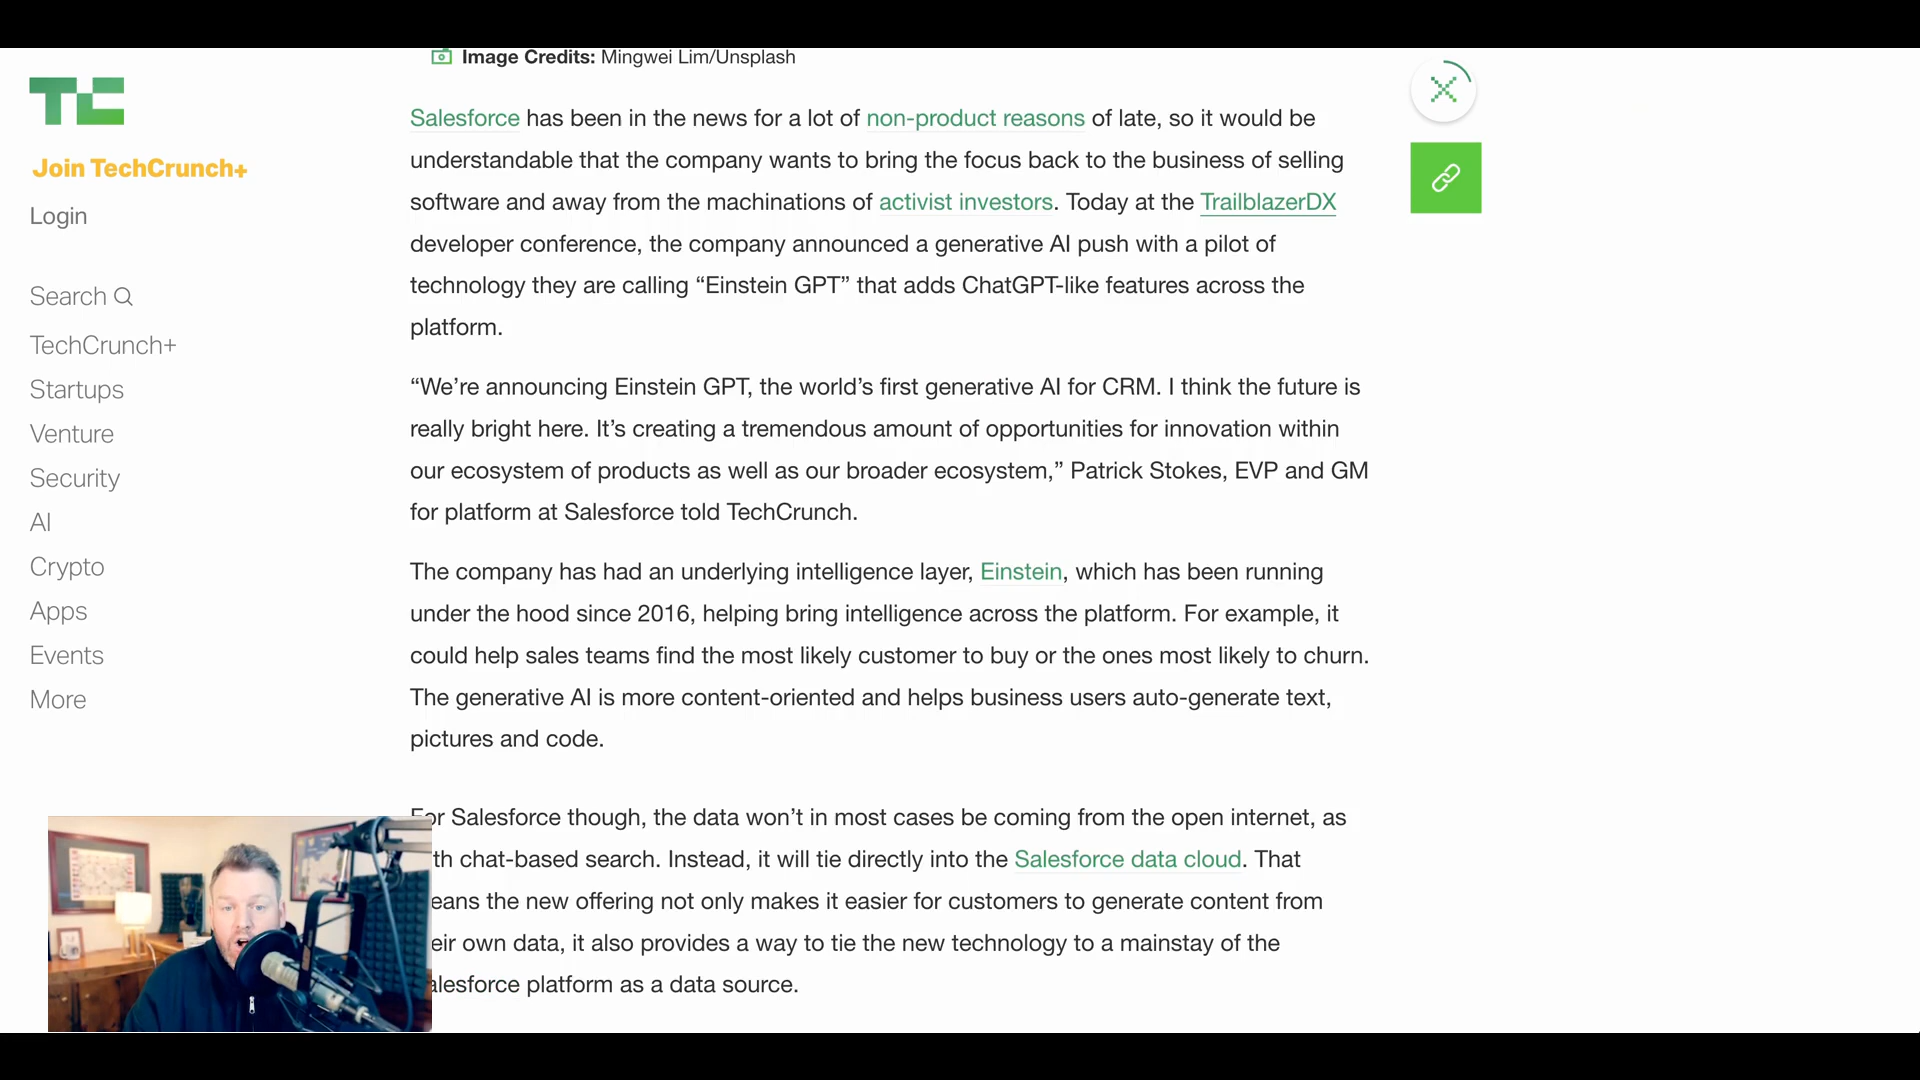 Image Credits: Mingwei Lim/Unsplash
TC
Join TechCrunch+
Login
Search
TechCrunch+
Startups
Venture
Security
AI
Crypto
Apps
Events
More
Salesforce has been in the news for a lot of non-product reasons of late, so it would be
understandable that the company wants to bring the focus back to the business of selling
software and away from the machinations of activist investors. Today at the TrailblazerDX
developer conference, the company announced a generative AI push with a pilot of
technology they are calling “Einstein GPT” that adds ChatGPT-like features across the
platform.
“We’re announcing Einstein GPT, the world’s first generative AI for CRM. I think the future is
really bright here. It’s creating a tremendous amount of opportunities for innovation within
our ecosystem of products as well as our broader ecosystem,” Patrick Stokes, EVP and GM
for platform at Salesforce told TechCrunch.
The company has had an underlying intelligence layer, Einstein, which has been running
under the hood since 2016, helping bring intelligence across the platform. For example, it
could help sales teams find the most likely customer to buy or the ones most likely to churn.
The generative AI is more content-oriented and helps business users auto-generate text,
pictures and code.
For Salesforce though, the data won’t in most cases be coming from the open internet, as
th chat-based search. Instead, it will tie directly into the Salesforce data cloud. That
eans the new offering not only makes it easier for customers to generate content from
eir own data, it also provides a way to tie the new technology to a mainstay of the
alesforce platform as a data source.